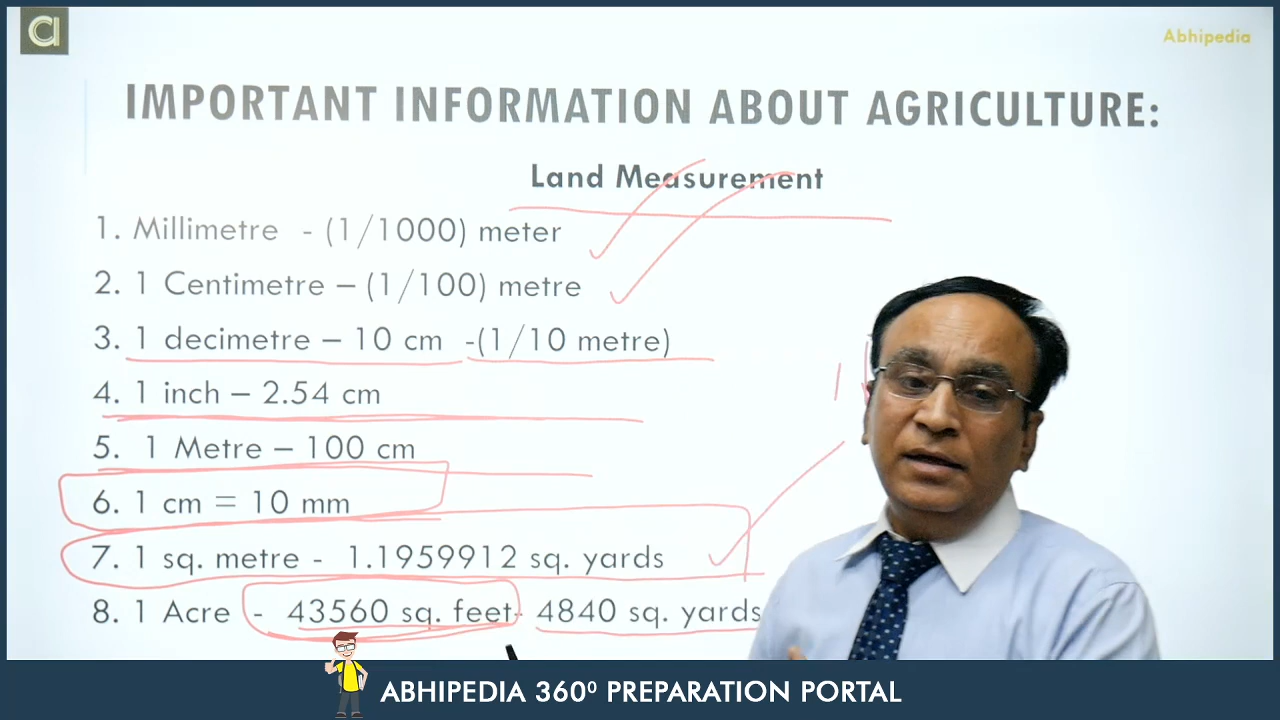 Abhipedia
IMPORTANT INFORMATION ABOUT AGRICULTURE:
Land Measurement
1. Millimetre - (1/1000) meter
2. 1 Centimetre – (1/100) metre
3. 1 decimetre – 10 cm -(1/10 metre)
4. 1 inch – 2.54 cm
5. 1 Metre – 100 cm
6. 1 cm = 10 mm
7. 1 sq. metre - 1.1959912 sq. yards
8. 1 Acre - 43560 sq. feet- 4840 sq. yards
ABHIPEDIA 360⁰ PREPARATION PORTAL